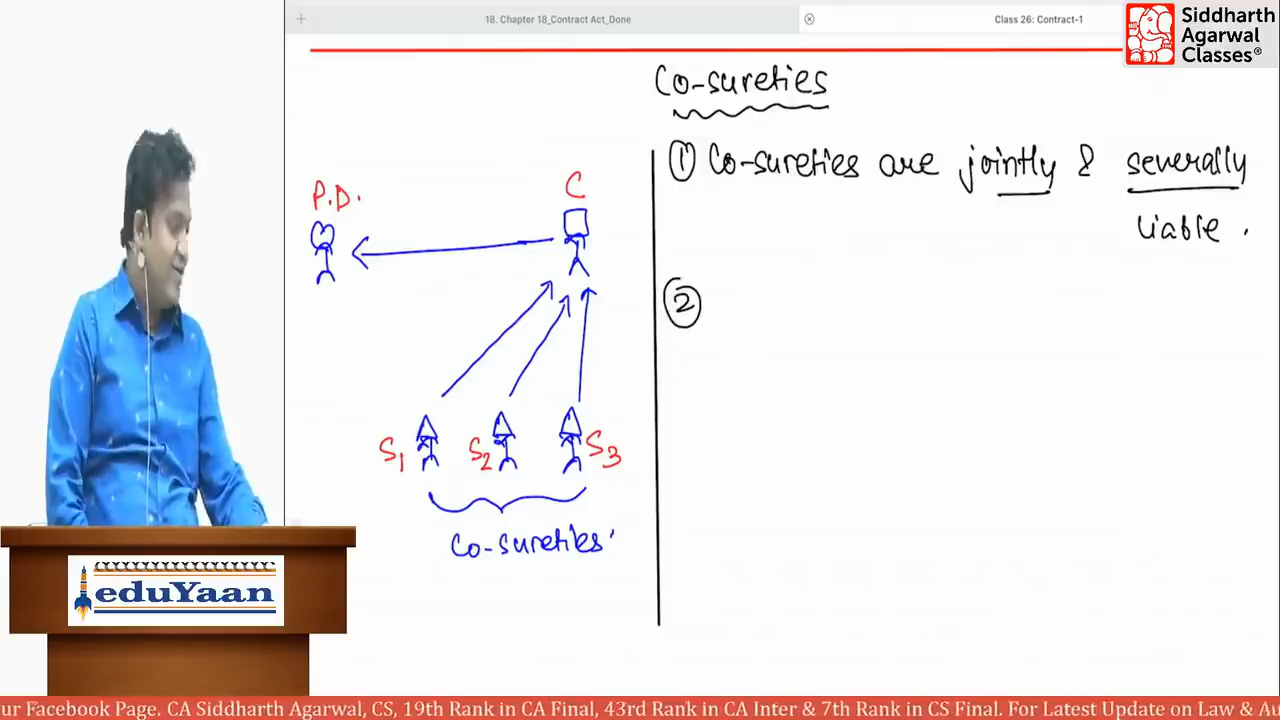 18. Chapter 18_Contract Act_Done
Class 26: Contract-1
Siddharth
Agarwal
Classes®
Co-sureties
① Co-sureties are jointly & severally
liable.
②
P.D.
C
S1
S2
S3
Co-sureties
eduYaan
ur Facebook Page. CA Siddharth Agarwal, CS, 19th Rank in CA Final, 43rd Rank in CA Inter & 7th Rank in CS Final. For Latest Update on Law & Au